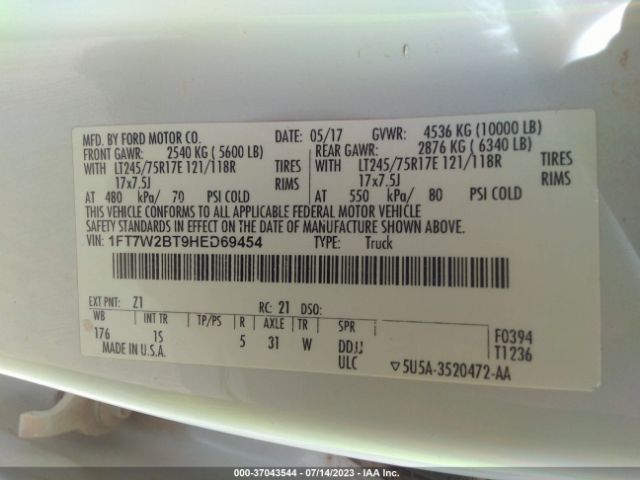 MFD. BY FORD MOTOR CO. DATE: 05/17 GVWR: 4536 KG (10000 LB)
FRONT GAWR: 2540 KG ( 5600 LB) REAR GAWR: 2876 KG ( 6340 LB)
WITH LT245/75R17E 121/118R TIRES WITH LT245/75R17E 121/118R TIRES
17x7.5J RIMS 17x7.5J RIMS
AT 480 kPa/ 70 PSI COLD AT 550 kPa/ 80 PSI COLD
THIS VEHICLE CONFORMS TO ALL APPLICABLE FEDERAL MOTOR VEHICLE
SAFETY STANDARDS IN EFFECT ON THE DATE OF MANUFACTURE SHOWN ABOVE.
VIN: 1FT7W2BT9HED69454 TYPE: Truck
EXT PNT: Z1 RC: 21 DSO:
WB INT TR TP/PS R AXLE TR SPR F0394
176 1S 5 31 W DDJJ T1236
MADE IN U.S.A. ULC ▽5U5A-3520472-AA
000-37043544 - 07/14/2023 - IAA Inc.